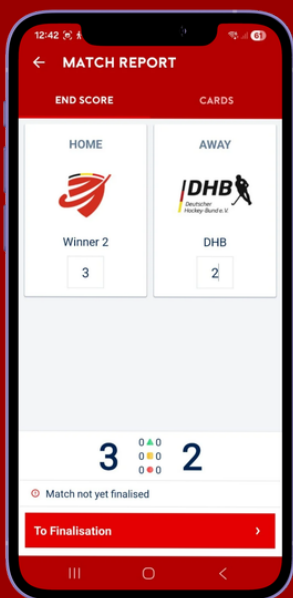 12:42
61
MATCH REPORT
END SCORE CARDS
HOME AWAY
DHB
Deutscher
Hockey-Bund e.V.
Winner 2 DHB
3 2
0 0
3 0 0 2
0 0
Match not yet finalised
To Finalisation